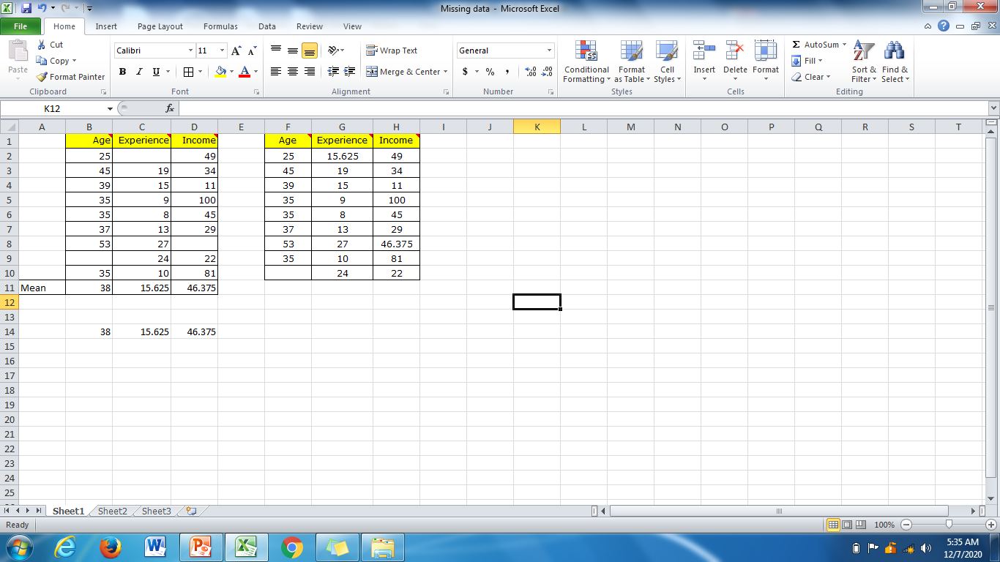 Missing data - Microsoft Excel
File Home Insert Page Layout Formulas Data Review View
Paste
Cut
Copy
Format Painter
Clipboard
Calibri 11
B I U A
Font
Wrap Text
Merge & Center
Alignment
General
$ % ,
Number
Conditional Formatting
Format as Table
Cell Styles
Styles
Insert Delete Format
Cells
Σ AutoSum
Fill
Clear
Sort & Filter
Find & Select
Editing
K12 fx
A B C D E F G H I J K L M N O P Q R S T
1 Age Experience Income Age Experience Income
2 25 49 25 15.625 49
3 45 19 34 45 19 34
4 39 15 11 39 15 11
5 35 9 100 35 9 100
6 35 8 45 35 8 45
7 37 13 29 37 13 29
8 53 27 53 27 46.375
9 24 22 35 10 81
10 35 10 81 24 22
11 Mean 38 15.625 46.375
12
13
14 38 15.625 46.375
15
16
17
18
19
20
21
22
23
24
25
Sheet1 Sheet2 Sheet3
Ready 100%
5:35 AM
12/7/2020